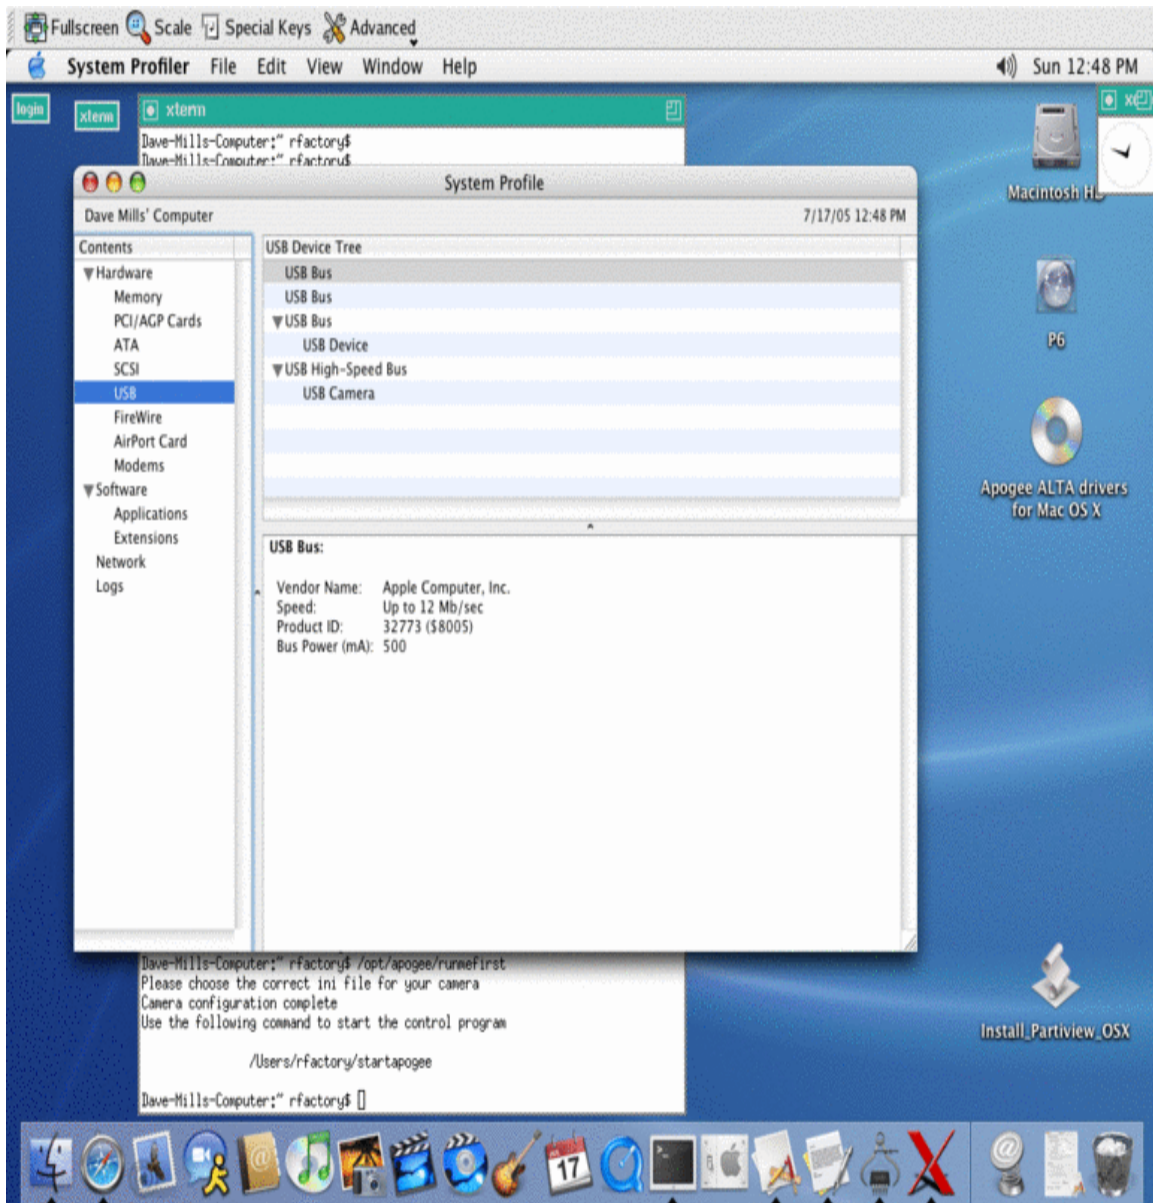 Fullscreen Scale Special Keys Advanced
System Profiler File Edit View Window Help Sun 12:48 PM
login
xterm
xterm
Dave-Mills-Computer:~ rfactory$
Dave-Mills-Computer:~ rfactory$
System Profile
Dave Mills' Computer 7/17/05 12:48 PM
Contents
Hardware
Memory
PCI/AGP Cards
ATA
SCSI
USB
FireWire
AirPort Card
Modems
Software
Applications
Extensions
Network
Logs
USB Device Tree
USB Bus
USB Bus
USB Bus
USB Device
USB High-Speed Bus
USB Camera
USB Bus:
Vendor Name: Apple Computer, Inc.
Speed: Up to 12 Mb/sec
Product ID: 32773 ($8005)
Bus Power (mA): 500
Dave-Mills-Computer:~ rfactory$ /opt/apogee/runmefirst
Please choose the correct ini file for your camera
Camera configuration complete
Use the following command to start the control program
/Users/rfactory/startapogee
Dave-Mills-Computer:~ rfactory$
Macintosh
P6
Apogee ALTA drivers
for Mac OS X
Install_Partiview_OSX
17